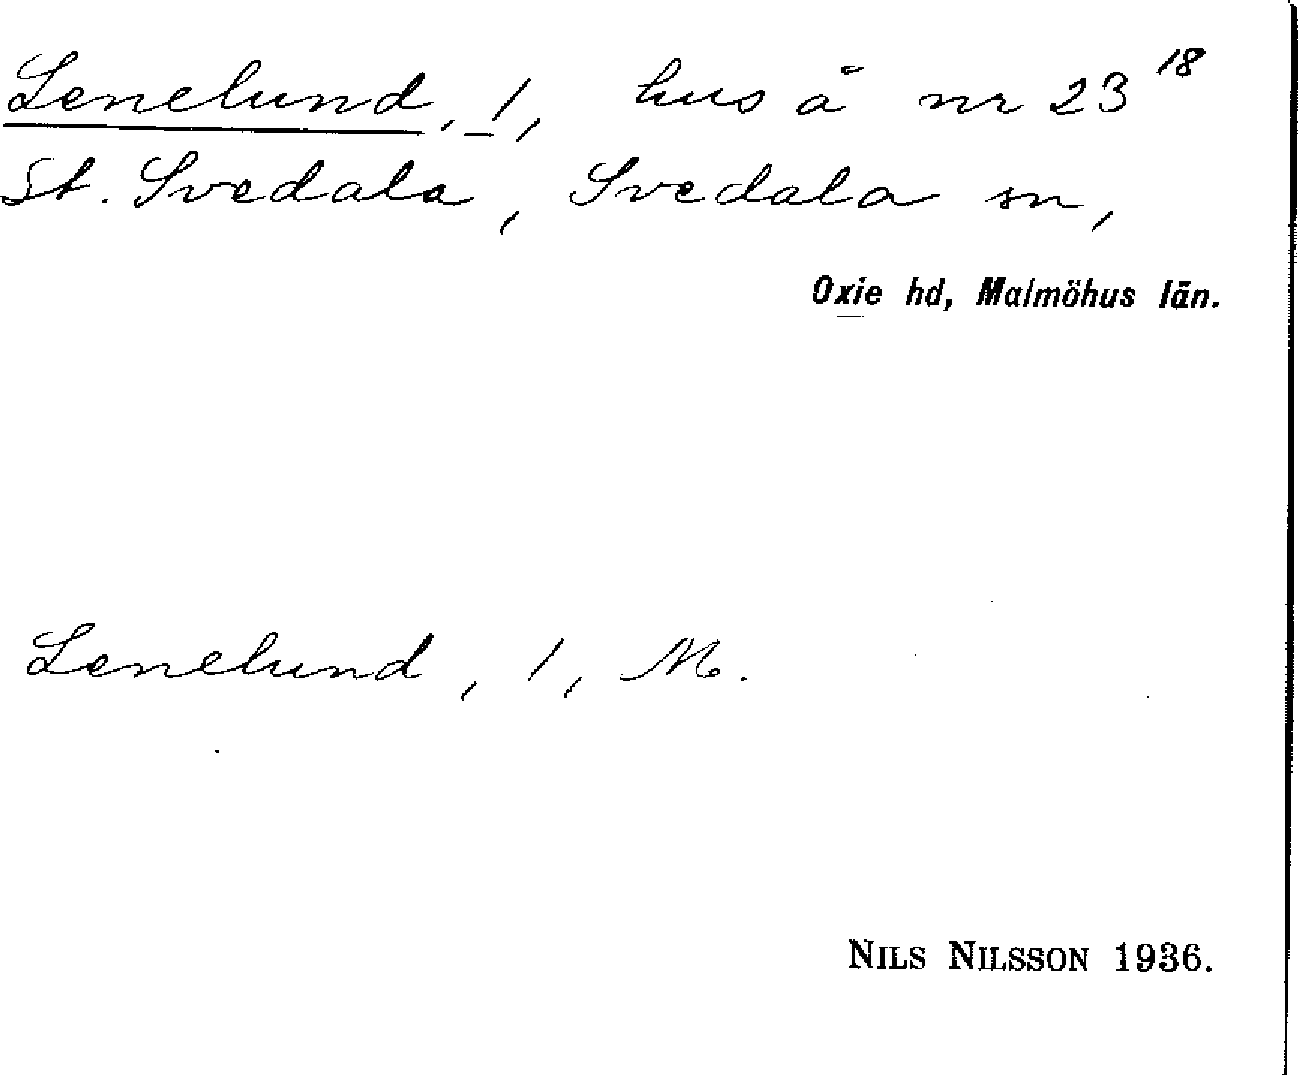 Lenelund, 1, hus å nr 23¹⁸
St. Svedala, Svedala sn,
Oxie hd, Malmöhus län.
Lenelund, 1, M.
NILS NILSSON 1936.